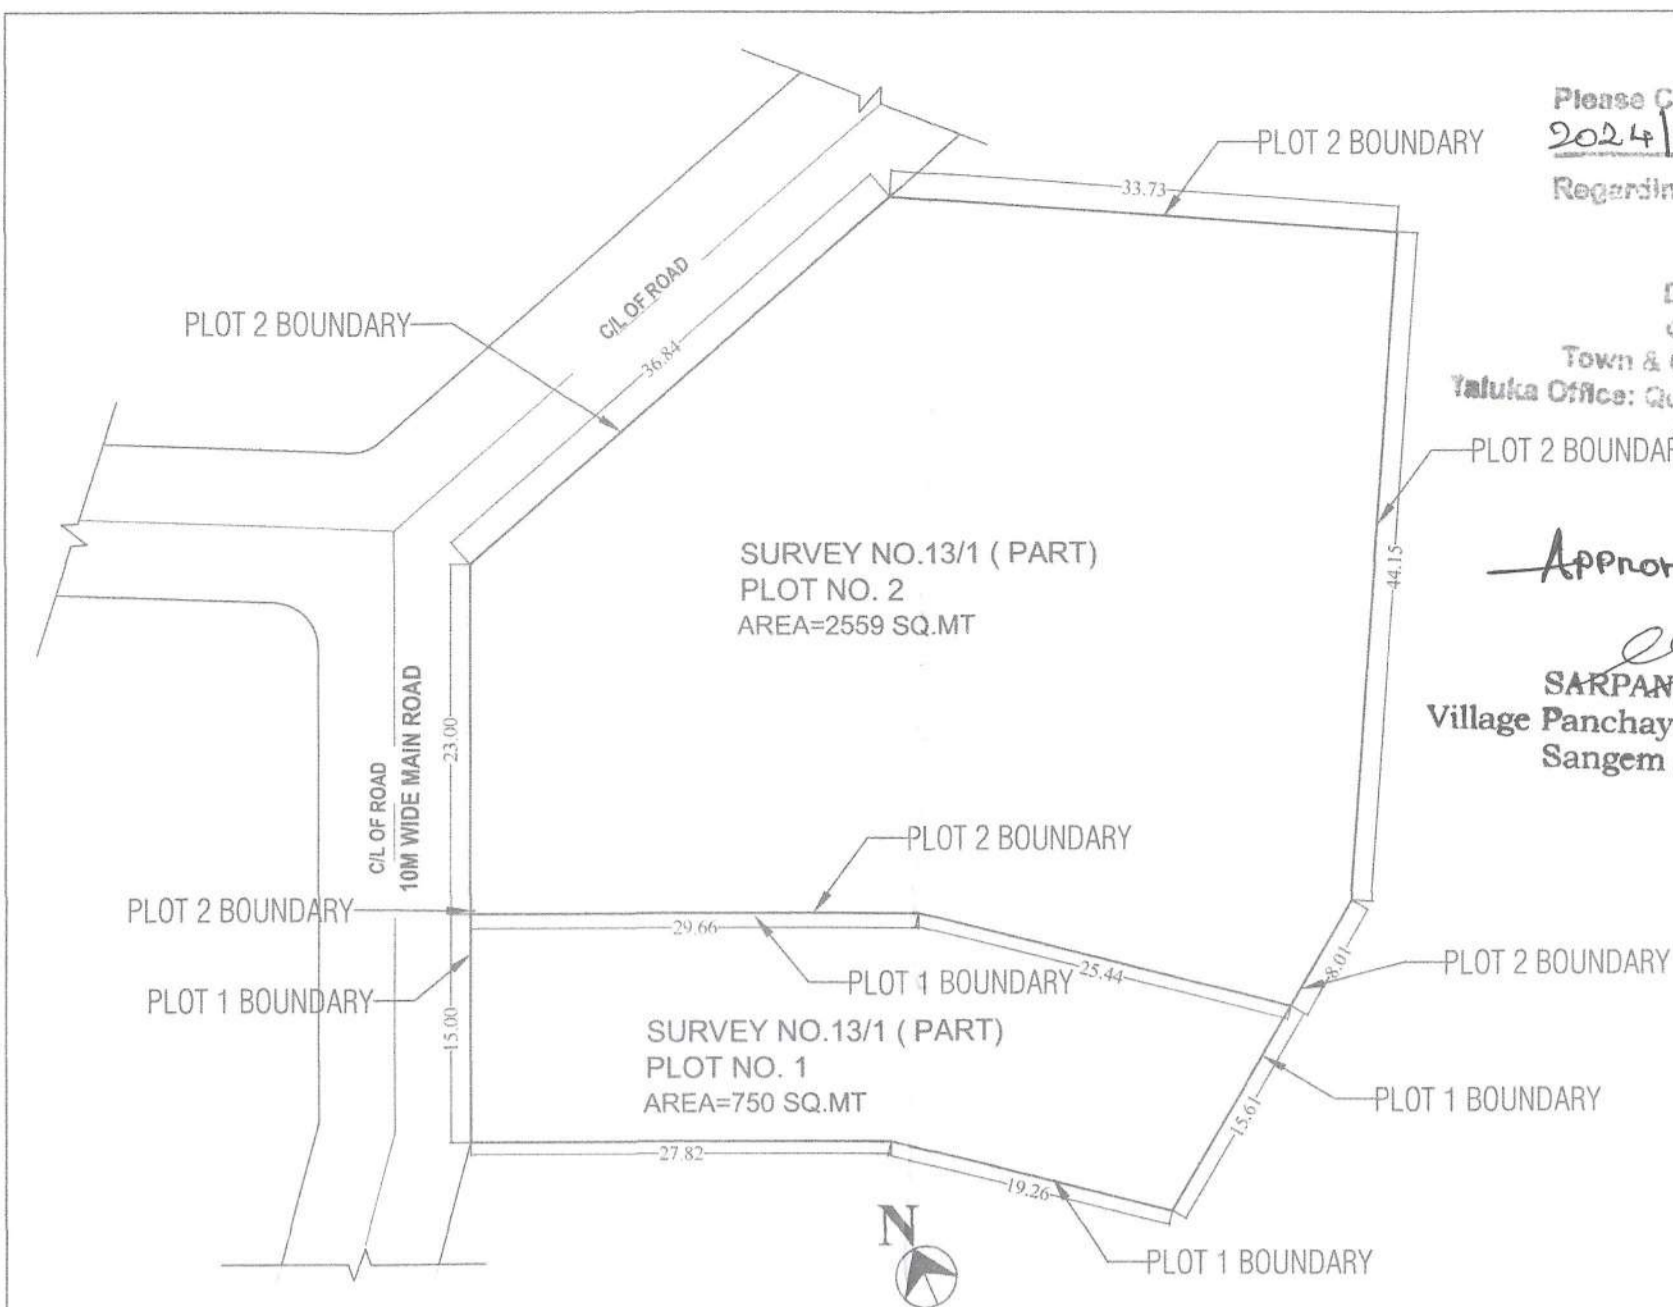 Please C
2024|
Regardin
Town &
Taluka Office: Qu
PLOT 2 BOUNDARY
33.73
PLOT 2 BOUNDARY
C/L OF ROAD
36.84
PLOT 2 BOUNDAR
44.15
Appro
SURVEY NO.13/1 ( PART)
PLOT NO. 2
AREA=2559 SQ.MT
SARPAN
Village Panchay
Sangem
23.00
C/L OF ROAD
10M WIDE MAIN ROAD
PLOT 2 BOUNDARY
PLOT 2 BOUNDARY
29.66
25.44
8.01
PLOT 2 BOUNDARY
PLOT 1 BOUNDARY
PLOT 1 BOUNDARY
15.00
SURVEY NO.13/1 ( PART)
PLOT NO. 1
AREA=750 SQ.MT
15.61
PLOT 1 BOUNDARY
27.82
19.26
N
PLOT 1 BOUNDARY